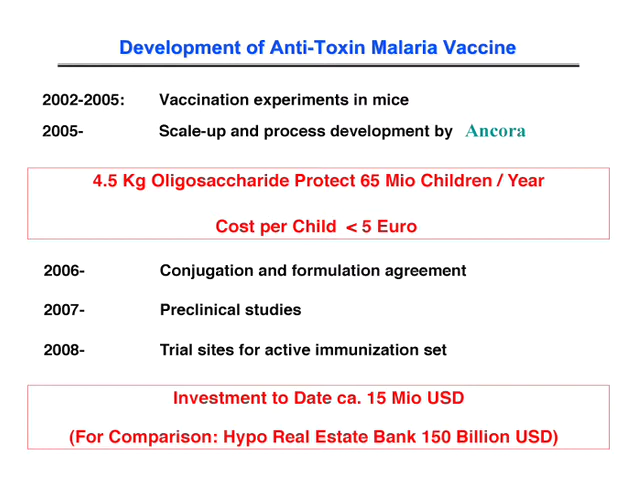 Development of Anti-Toxin Malaria Vaccine
2002-2005: Vaccination experiments in mice
2005- Scale-up and process development by Ancora
4.5 Kg Oligosaccharide Protect 65 Mio Children / Year
Cost per Child < 5 Euro
2006- Conjugation and formulation agreement
2007- Preclinical studies
2008- Trial sites for active immunization set
Investment to Date ca. 15 Mio USD
(For Comparison: Hypo Real Estate Bank 150 Billion USD)